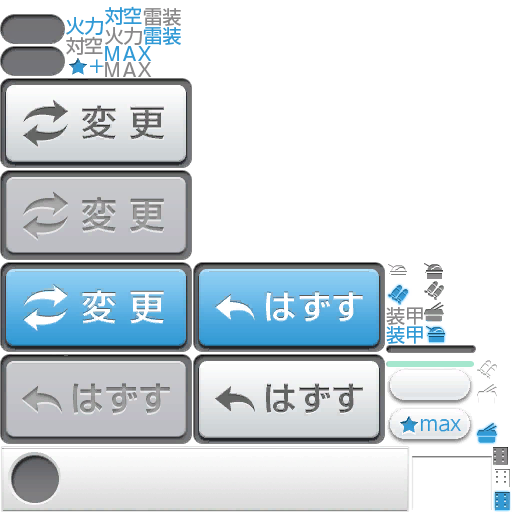 火力 対空 雷装
対空 火力 雷装
MAX
★+MAX
変更
変更
変更
はずす
装甲
装甲
はずす
はずす
★max